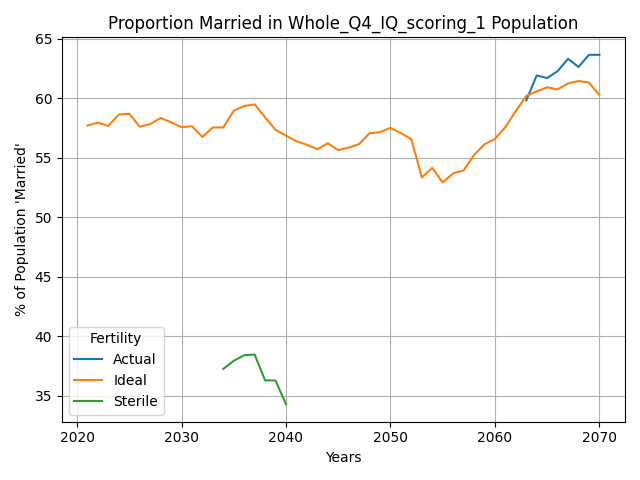 Proportion Married in Whole_Q4_IQ_scoring_1 Population
% of Population 'Married'
65
60
55
50
45
40
35
Fertility
Actual
Ideal
Sterile
2020
2030
2040
2050
2060
2070
Years